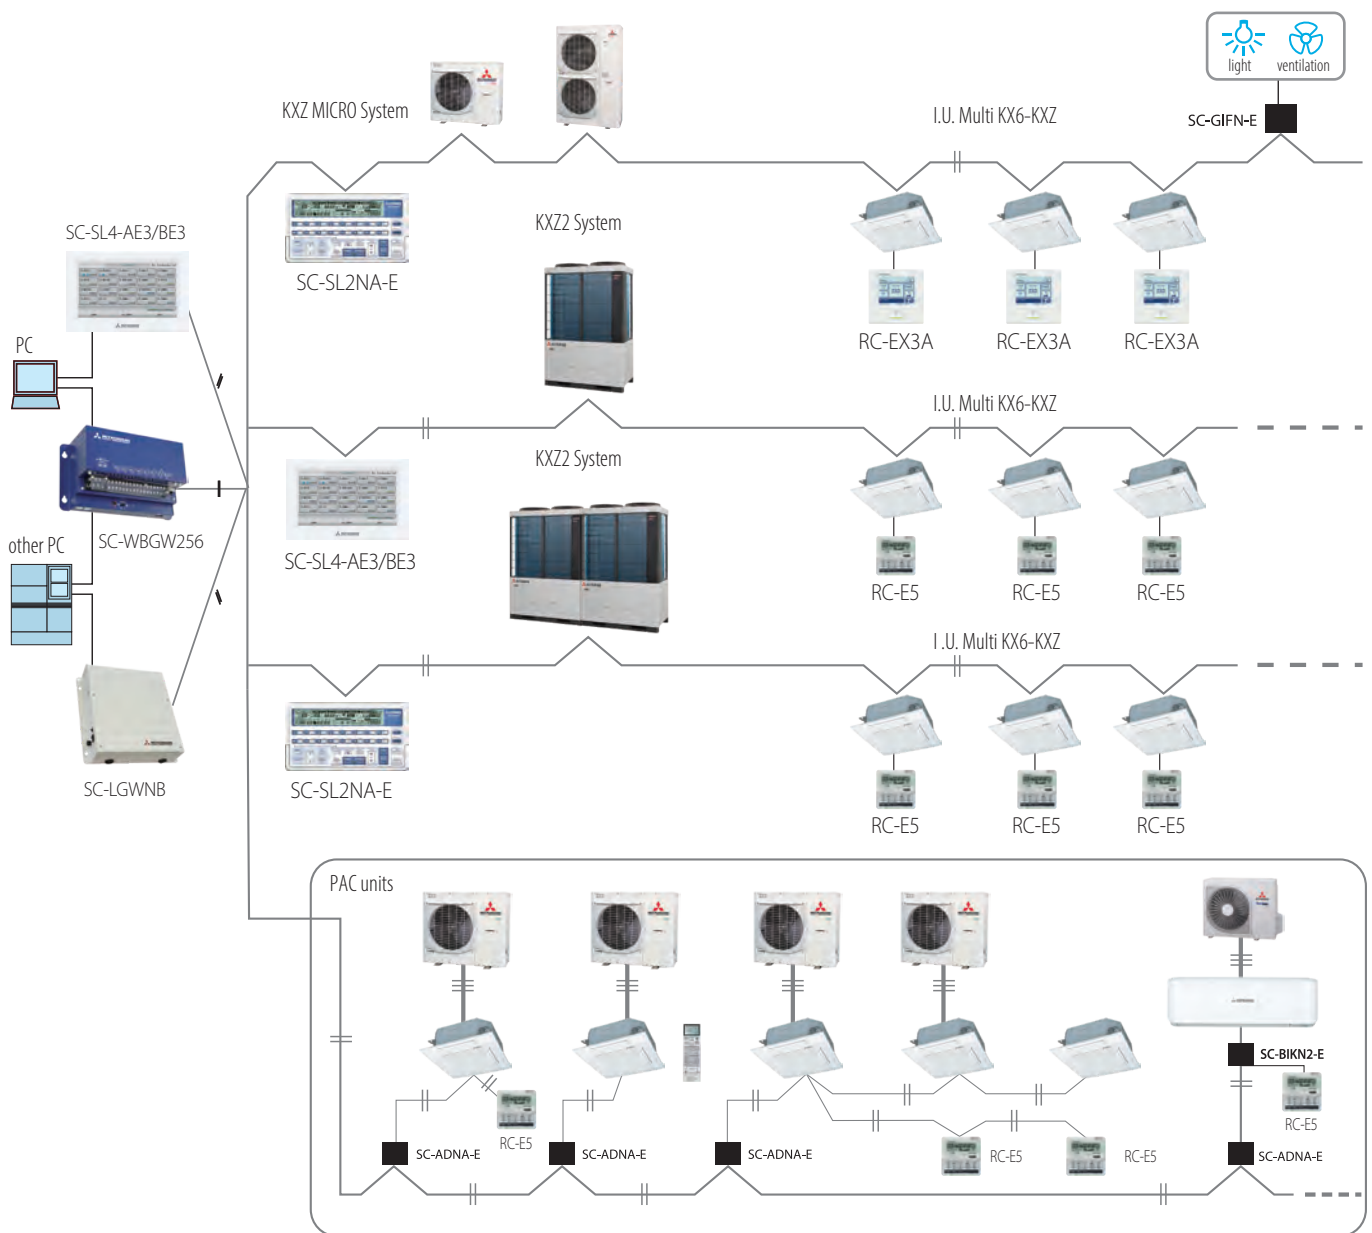 light
ventilation
SC-GIFN-E
KXZ MICRO System
I.U. Multi KX6-KXZ
SC-SL4-AE3/BE3
SC-SL2NA-E
KXZ2 System
RC-EX3A
RC-EX3A
RC-EX3A
PC
I.U. Multi KX6-KXZ
KXZ2 System
SC-WBGW256
other PC
SC-SL4-AE3/BE3
RC-E5
RC-E5
RC-E5
I .U. Multi KX6-KXZ
SC-LGWNB
SC-SL2NA-E
RC-E5
RC-E5
RC-E5
PAC units
SC-BIKN2-E
RC-E5
RC-E5
SC-ADNA-E
SC-ADNA-E
SC-ADNA-E
RC-E5
RC-E5
SC-ADNA-E